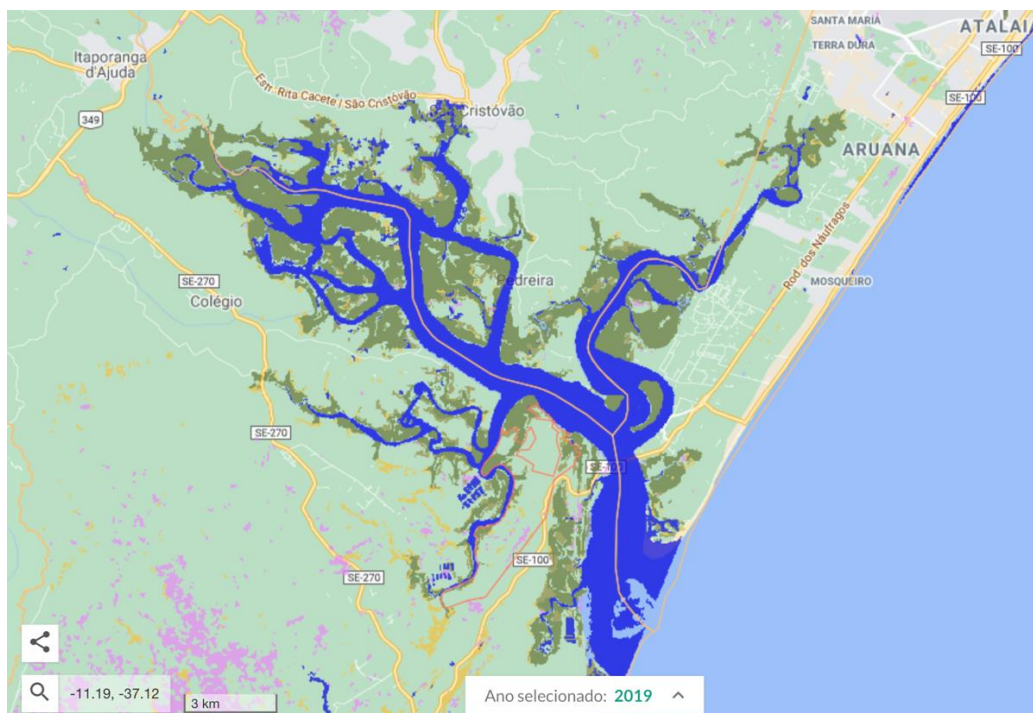 SANTA MARIA
ATALAIA
TERRA DURA
SE-100
Itaporanga
d'Ajuda
SE-100
Estr. Rita Cacete / São Cristóvão
São Cristóvão
349
ARUANA
Rod. dos Náufragos
SE-270
Pedreira
MOSQUEIRO
Colégio
SE-270
SE-100
SE-100
SE-270
-11.19, -37.12
3 km
Ano selecionado: 2019